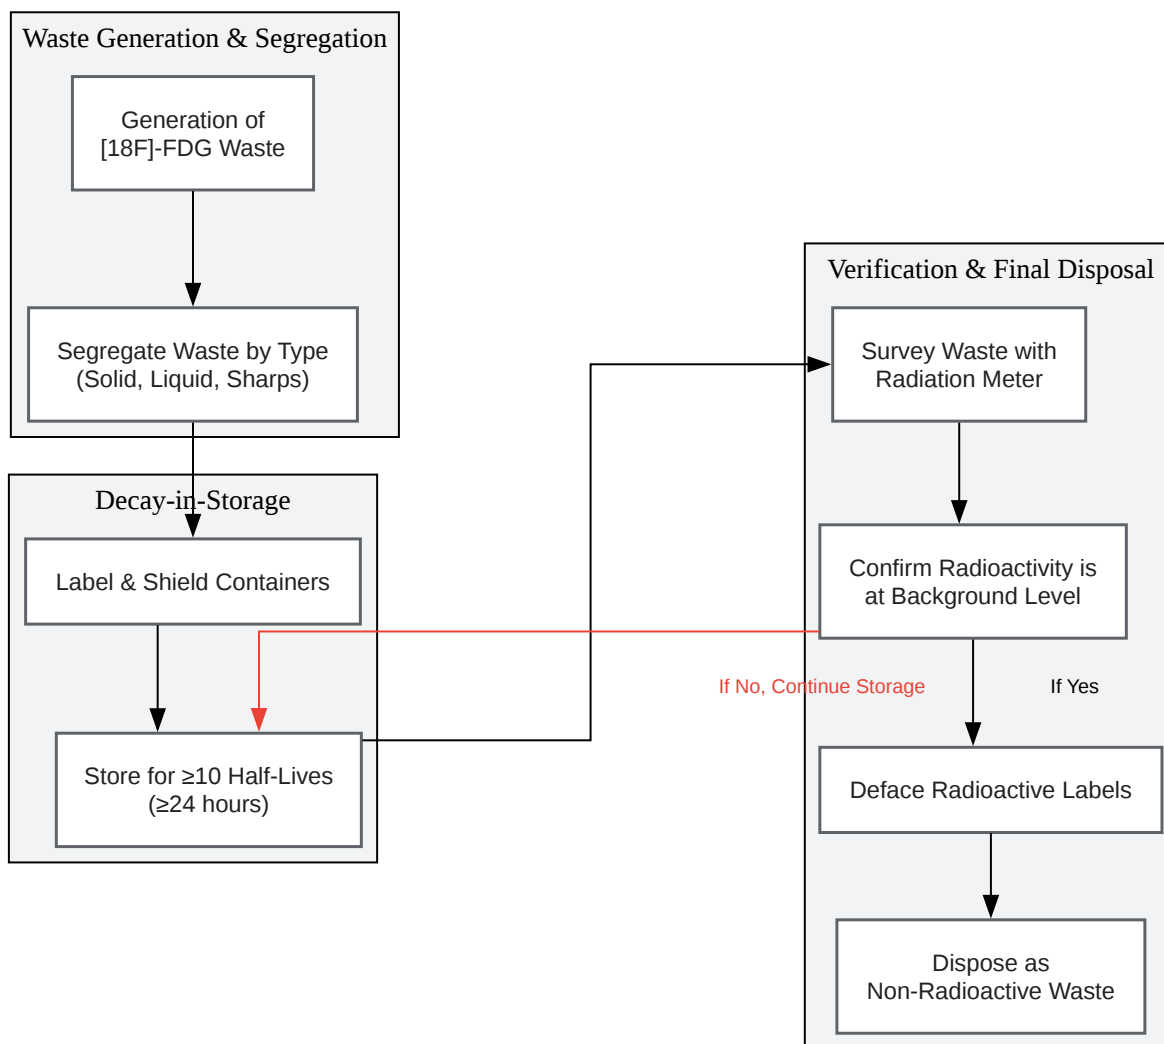 Waste Generation & Segregation
Generation of
[18F]-FDG Waste
Segregate Waste by Type
(Solid, Liquid, Sharps)
Decay-in-Storage
Label & Shield Containers
Store for ≥10 Half-Lives
(≥24 hours)
Verification & Final Disposal
Survey Waste with
Radiation Meter
Confirm Radioactivity is
at Background Level
If No, Continue Storage
If Yes
Deface Radioactive Labels
Dispose as
Non-Radioactive Waste